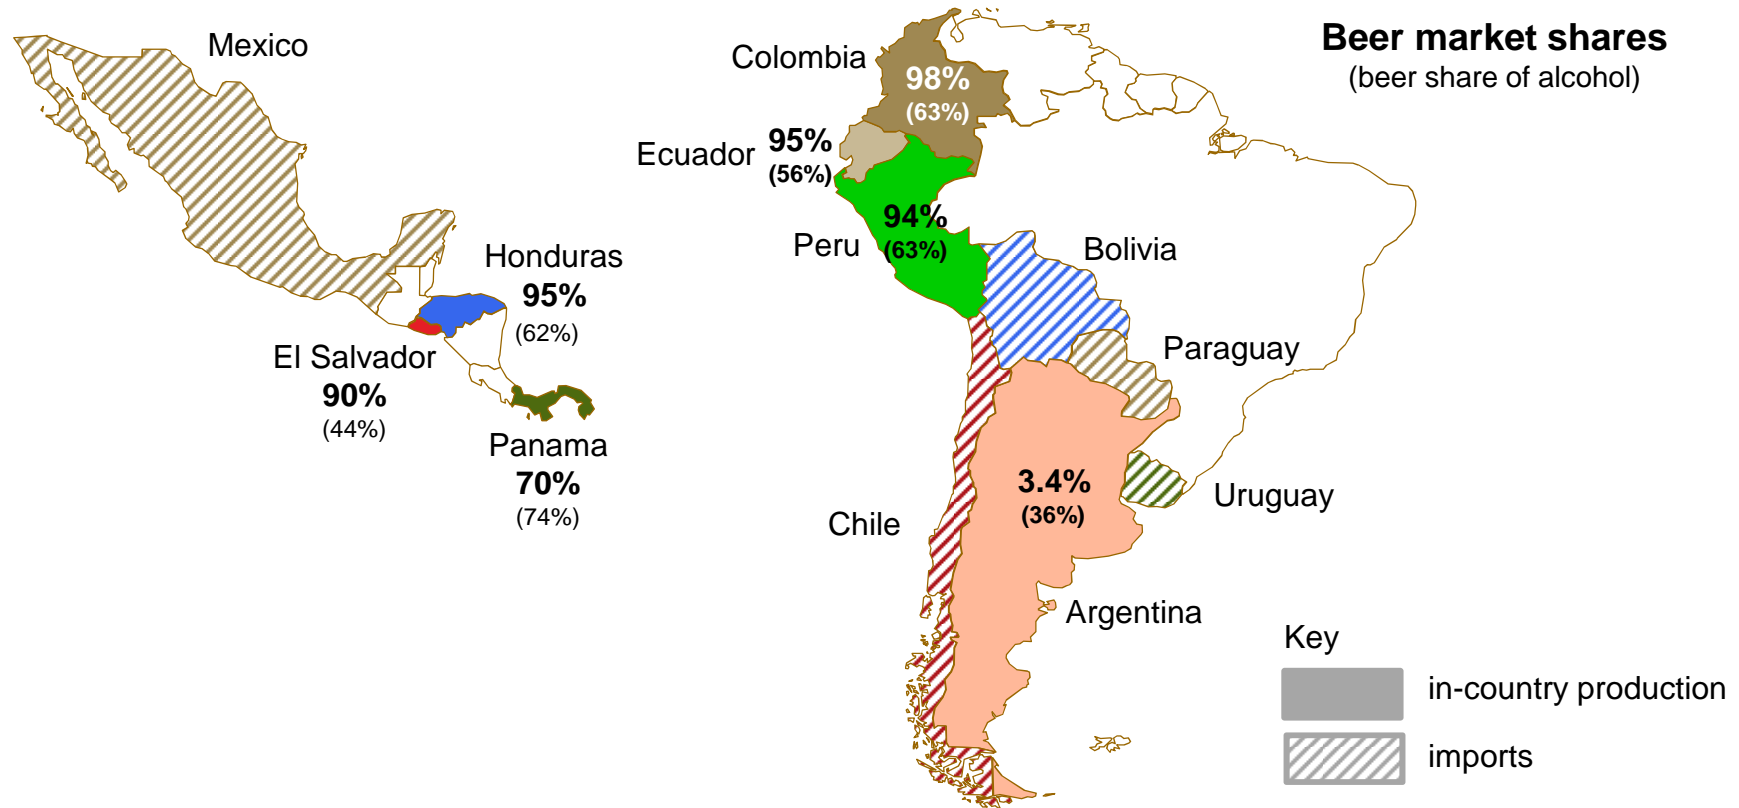 Beer market shares
(beer share of alcohol)
Mexico
Honduras
95%
(62%)
El Salvador
90%
(44%)
Panama
70%
(74%)
Colombia
98%
(63%)
Ecuador
95%
(56%)
Peru
94%
(63%)
Bolivia
Paraguay
Chile
3.4%
(36%)
Uruguay
Argentina
Key
in-country production
imports